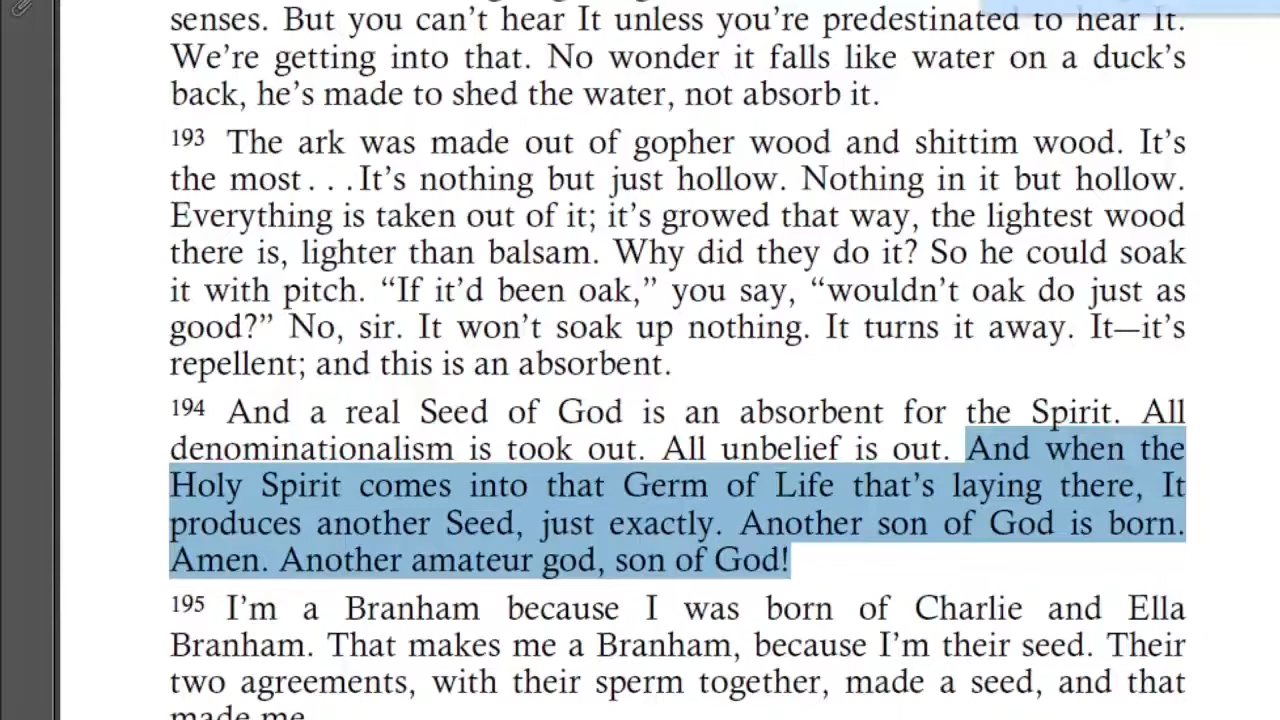 senses. But you can’t hear It unless you’re predestinated to hear It.
We’re getting into that. No wonder it falls like water on a duck’s
back, he’s made to shed the water, not absorb it.
193 The ark was made out of gopher wood and shittim wood. It’s
the most . . . It’s nothing but just hollow. Nothing in it but hollow.
Everything is taken out of it; it’s growed that way, the lightest wood
there is, lighter than balsam. Why did they do it? So he could soak
it with pitch. “If it’d been oak,” you say, “wouldn’t oak do just as
good?” No, sir. It won’t soak up nothing. It turns it away. It—it’s
repellent; and this is an absorbent.
194 And a real Seed of God is an absorbent for the Spirit. All
denominationalism is took out. All unbelief is out. And when the
Holy Spirit comes into that Germ of Life that’s laying there, It
produces another Seed, just exactly. Another son of God is born.
Amen. Another amateur god, son of God!
195 I’m a Branham because I was born of Charlie and Ella
Branham. That makes me a Branham, because I’m their seed. Their
two agreements, with their sperm together, made a seed, and that
made me